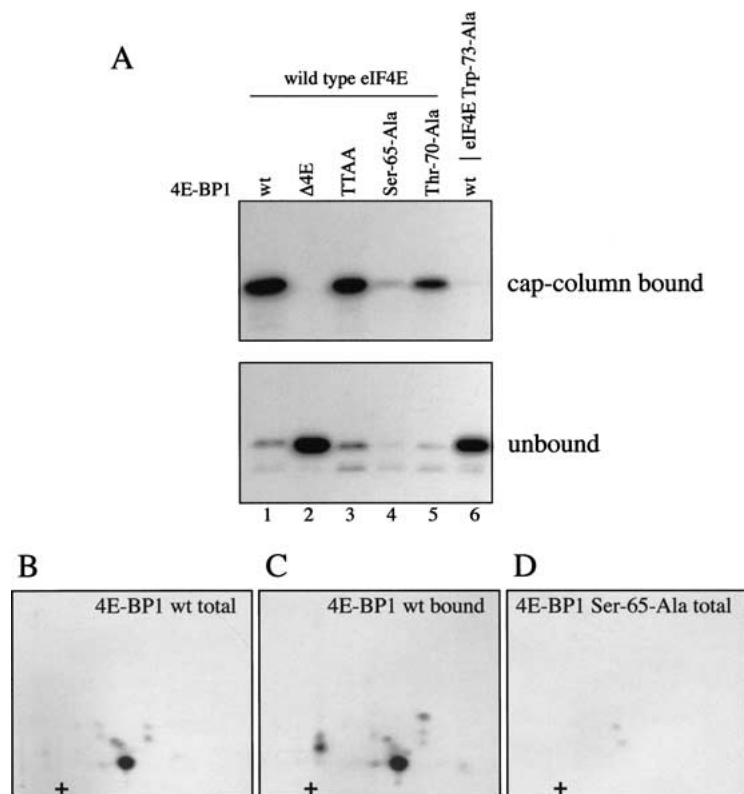 A
wild type eIF4E
eIF4E Trp-73-Ala
4E-BP1
wt
Δ4E
TTAA
Ser-65-Ala
Thr-70-Ala
wt
cap-column bound
unbound
1 2 3 4 5 6
B
4E-BP1 wt total
+
C
4E-BP1 wt bound
+
D
4E-BP1 Ser-65-Ala total
+